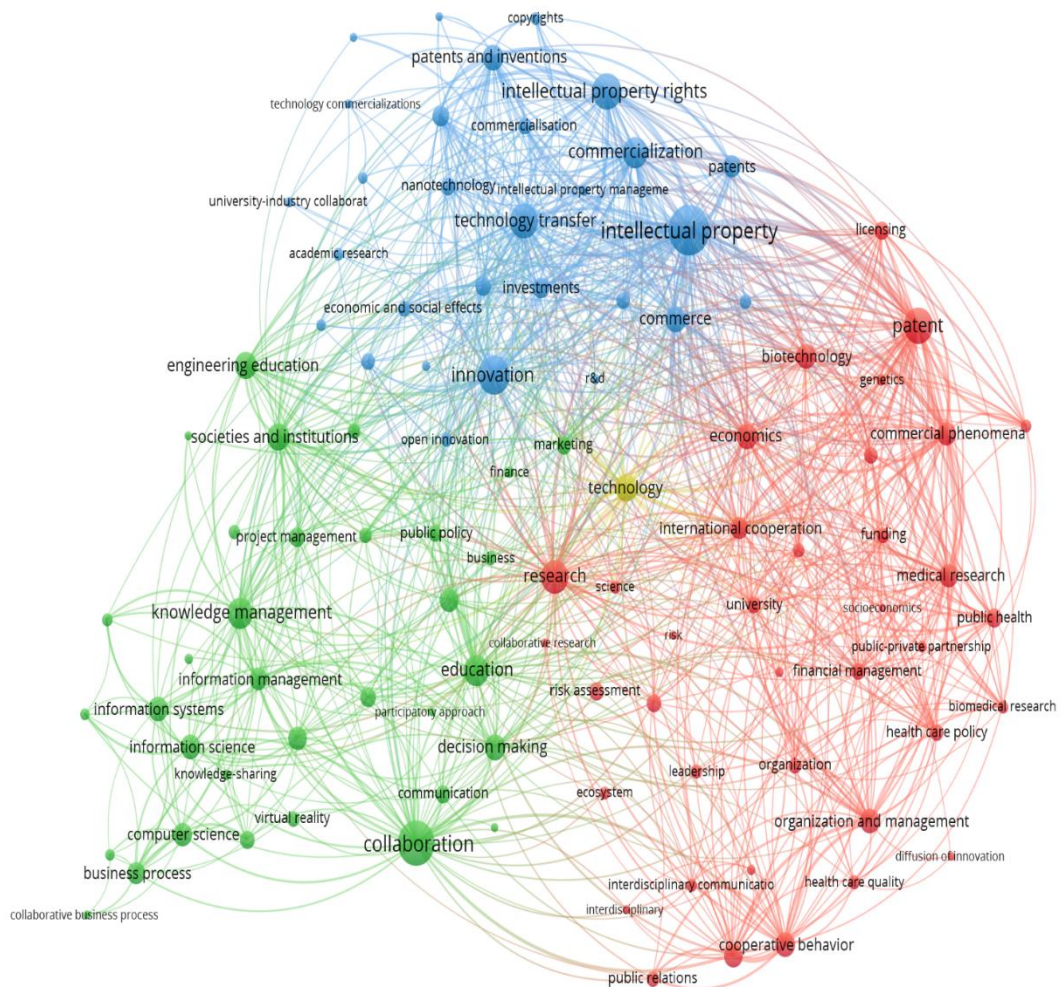 copyrights
patents and inventions
intellectual property rights
technology commercializations
commercialisation
commercialization
patents
nanotechnology
intellectual property manageme
university-industry collaborat
technology transfer
intellectual property
licensing
academic research
investments
economic and social effects
commerce
patent
biotechnology
engineering education
innovation
r&d
genetics
societies and institutions
open innovation
marketing
economics
commercial phenomena
finance
technology
project management
public policy
international cooperation
funding
business
research
science
medical research
knowledge management
university
socioeconomics
public health
collaborative research
risk
public-private partnership
education
information management
risk assessment
financial management
information systems
participatory approach
biomedical research
information science
decision making
health care policy
knowledge-sharing
leadership
organization
communication
ecosystem
virtual reality
computer science
collaboration
organization and management
business process
diffusion of innovation
interdisciplinary communicatio
health care quality
collaborative business process
interdisciplinary
cooperative behavior
public relations